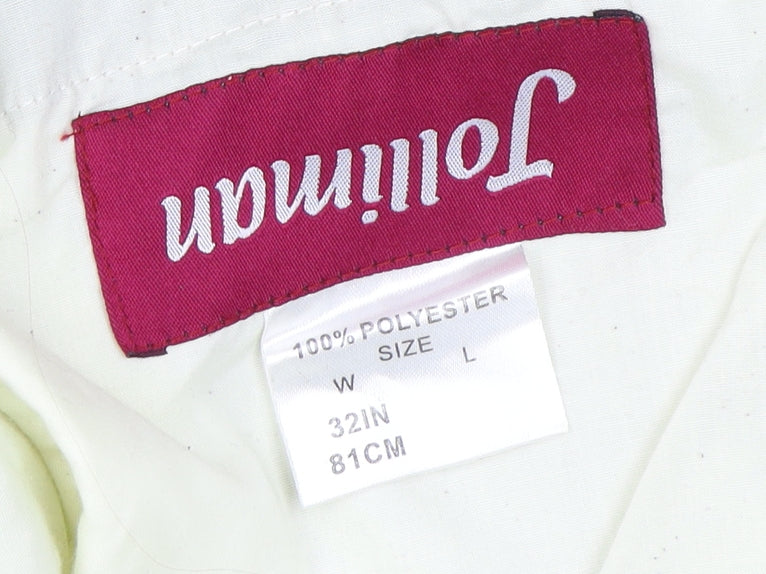 Jolliman
100% POLYESTER
SIZE
W L
32IN
81CM